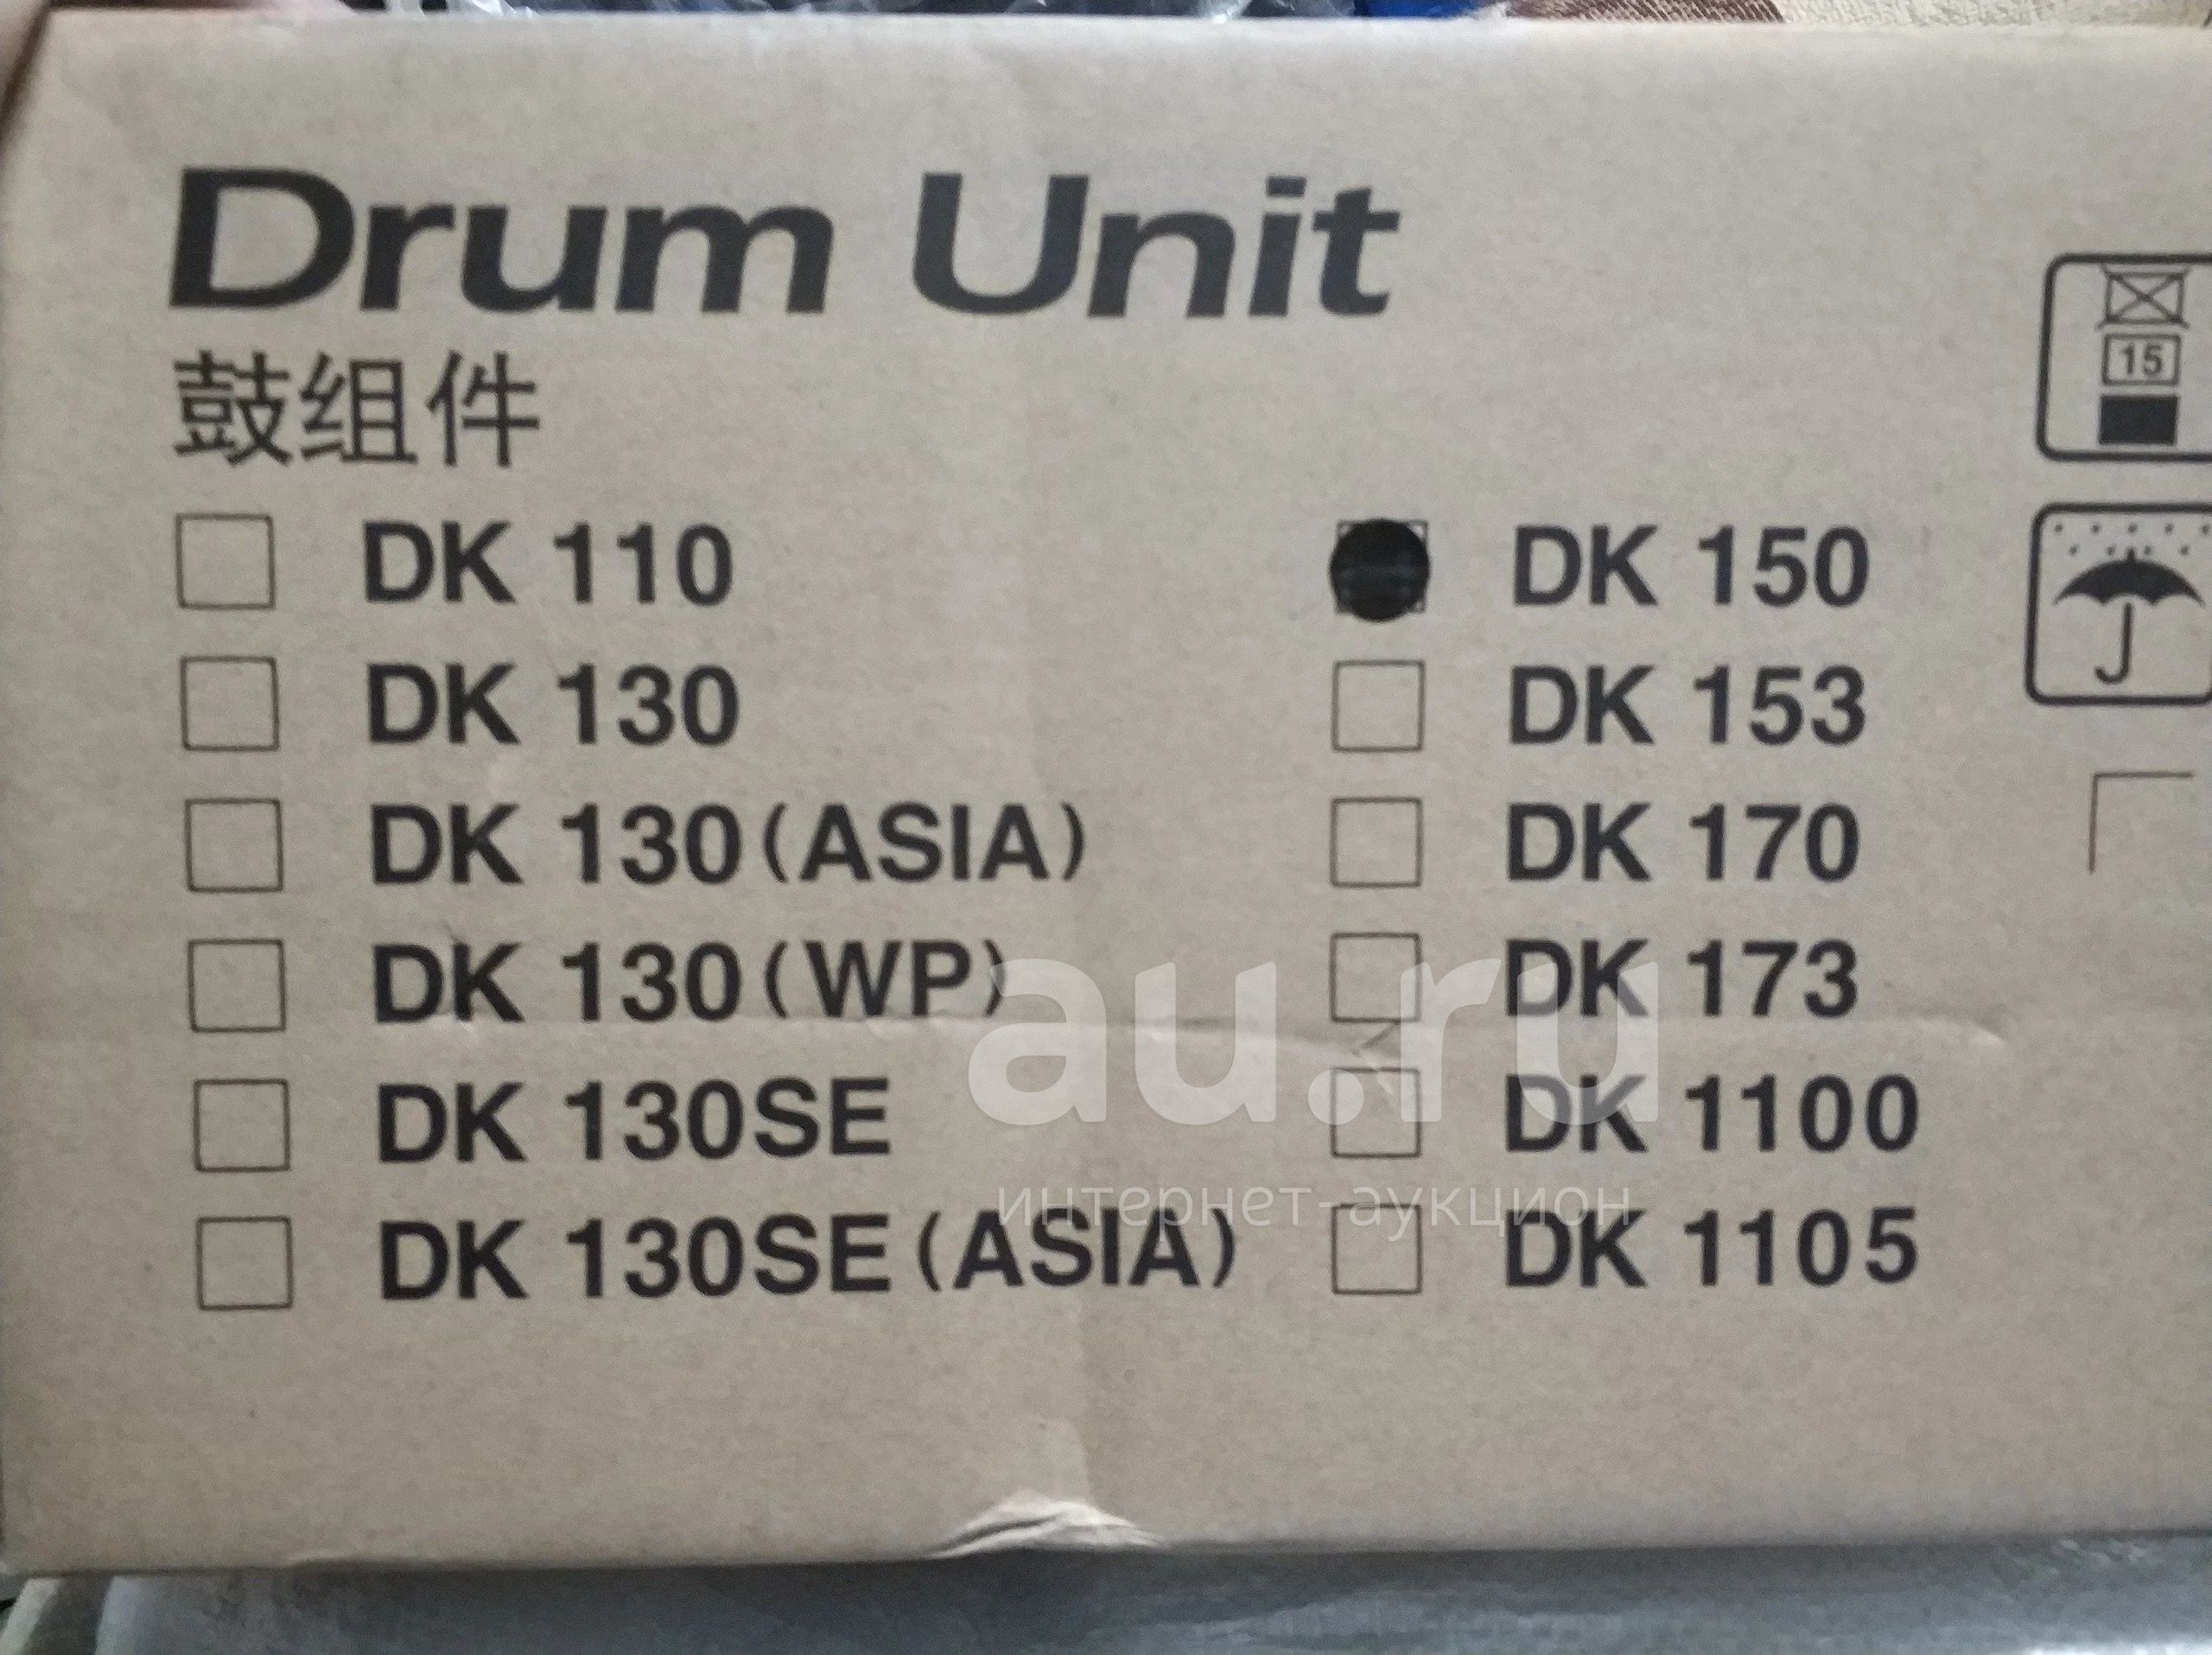 Drum Unit
鼓组件
15
DK 110
DK 130
DK 130 (ASIA)
DK 130 (WP)
DK 130SE
DK 130SE (ASIA)
DK 150
DK 153
DK 170
DK 173
DK 1100
DK 1105
au.ru
интернет-аукцион